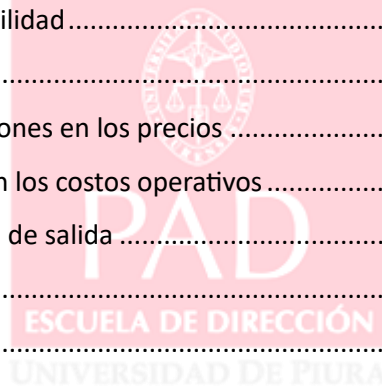 ilidad
ones en los precios
n los costos operativos
de salida
PAD
ESCUELA DE DIRECCIÓN
UNIVERSIDAD DE PIURA